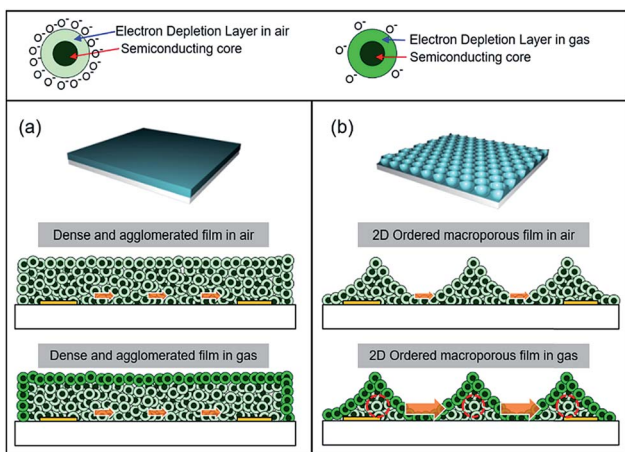 Electron Depletion Layer in air
Semiconducting core
Electron Depletion Layer in gas
Semiconducting core
O⁻ O⁻ O⁻ O⁻ O⁻ O⁻ O⁻ O⁻ O⁻ O⁻ O⁻ O⁻ O⁻ O⁻
O⁻ O⁻ O⁻ O⁻
(a)
Dense and agglomerated film in air
Dense and agglomerated film in gas
(b)
2D Ordered macroporous film in air
2D Ordered macroporous film in gas